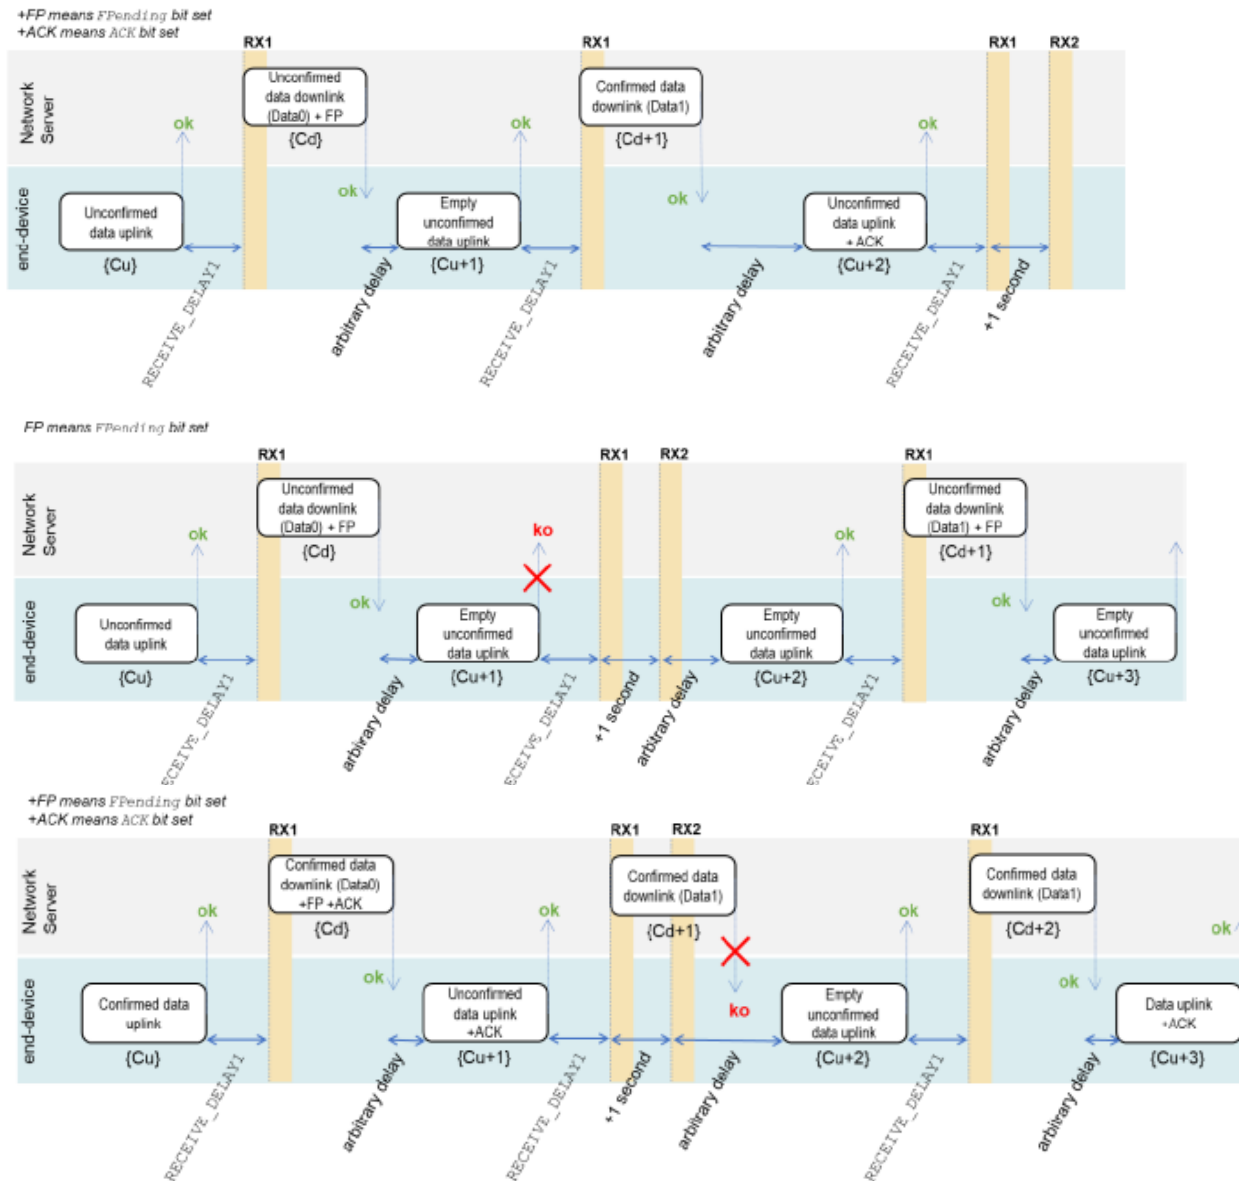 +FP means FPending bit set
+ACK means ACK bit set
RX1
RX1
RX1
RX2
Network
Server
Unconfirmed
data downlink
(Data0) + FP
{Cd}
Confirmed data
downlink (Data1)
{Cd+1}
ok
ok
ok
ok
ok
end-device
Unconfirmed
data uplink
{Cu}
Empty
unconfirmed
data uplink
{Cu+1}
Unconfirmed
data uplink
+ ACK
{Cu+2}
RECEIVE_DELAY1
arbitrary delay
RECEIVE_DELAY1
arbitrary delay
RECEIVE_DELAY1
+1 second
FP means FPending bit set
RX1
RX1
RX2
RX1
Network
Server
Unconfirmed
data downlink
(Data0) + FP
{Cd}
Unconfirmed
data downlink
(Data1) + FP
{Cd+1}
ok
ko
ok
ok
ok
end-device
Unconfirmed
data uplink
{Cu}
Empty
unconfirmed
data uplink
{Cu+1}
Empty
unconfirmed
data uplink
{Cu+2}
Empty
unconfirmed
data uplink
{Cu+3}
ECEIVE_DELAY1
arbitrary delay
ECEIVE_DELAY1
+1 second
arbitrary delay
RECEIVE_DELAY1
arbitrary delay
+FP means FPending bit set
+ACK means ACK bit set
RX1
RX1
RX2
RX1
Network
Server
Confirmed data
downlink (Data0)
+FP +ACK
{Cd}
Confirmed data
downlink (Data1)
{Cd+1}
Confirmed data
downlink (Data1)
{Cd+2}
ok
ok
ok
ok
ok
ko
ok
end-device
Confirmed data
uplink
{Cu}
Unconfirmed
data uplink
+ACK
{Cu+1}
Empty
unconfirmed
data uplink
{Cu+2}
Data uplink
+ACK
{Cu+3}
RECEIVE_DELAY1
arbitrary delay
RECEIVE_DELAY1
+1 second
arbitrary delay
RECEIVE_DELAY1
arbitrary delay